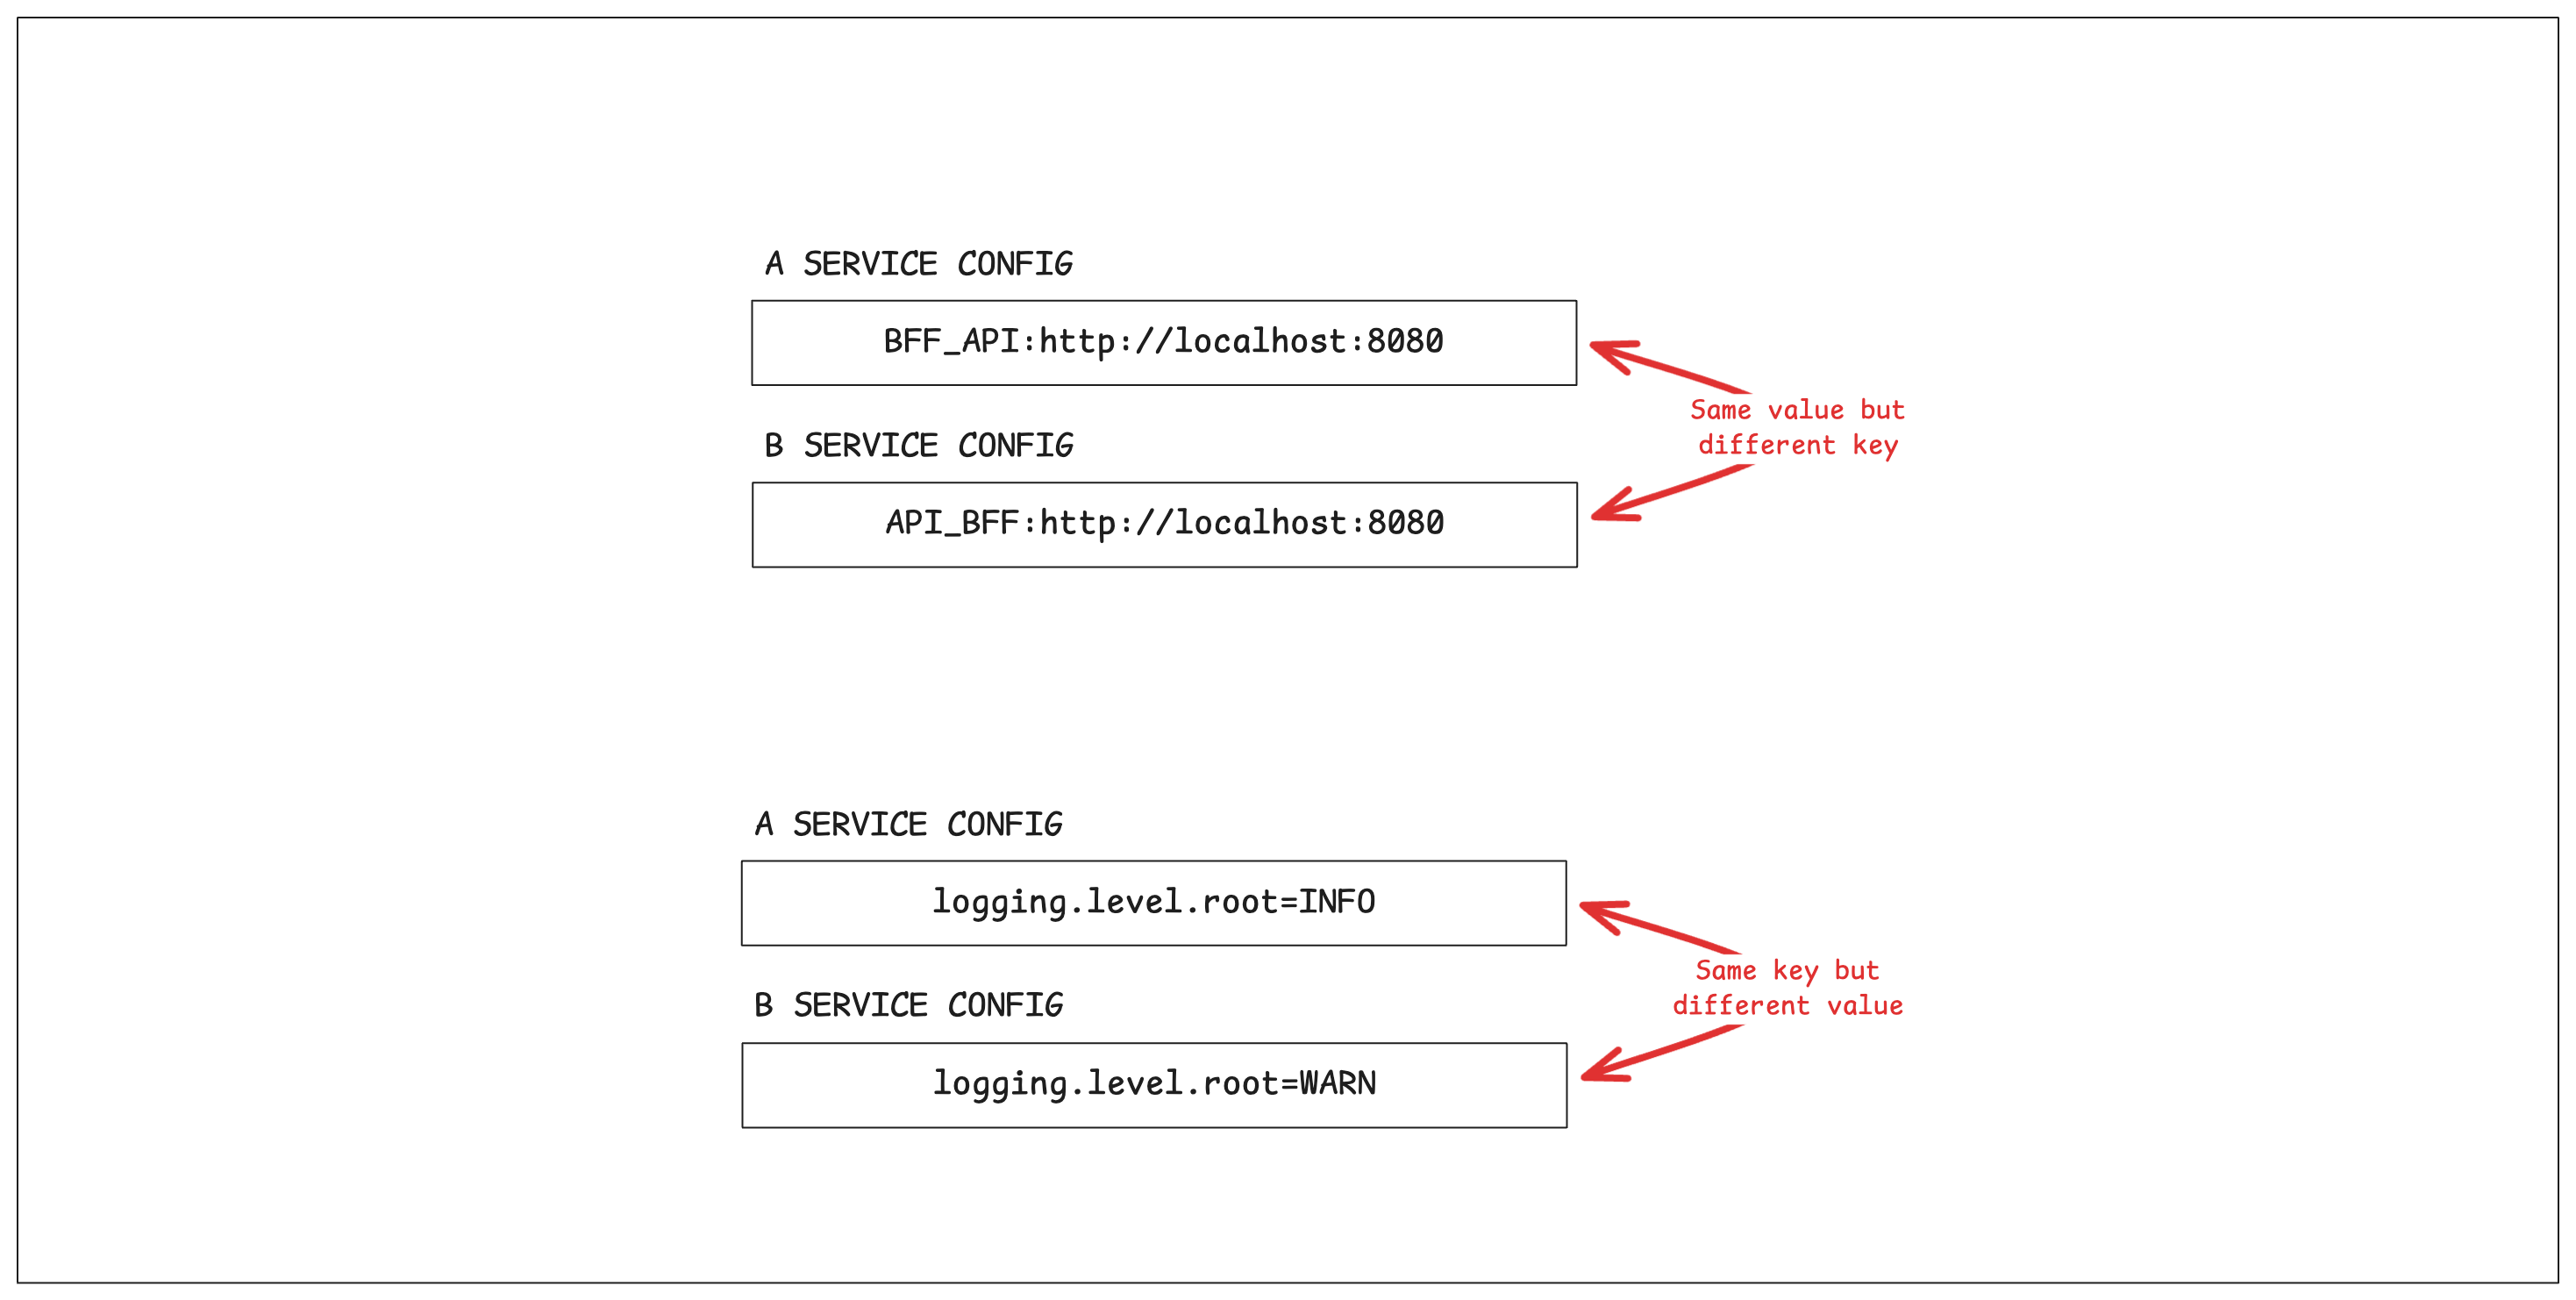 A SERVICE CONFIG
BFF_API:http://localhost:8080
Same value but
different key
B SERVICE CONFIG
API_BFF:http://localhost:8080
A SERVICE CONFIG
logging.level.root=INFO
Same key but
different value
B SERVICE CONFIG
logging.level.root=WARN